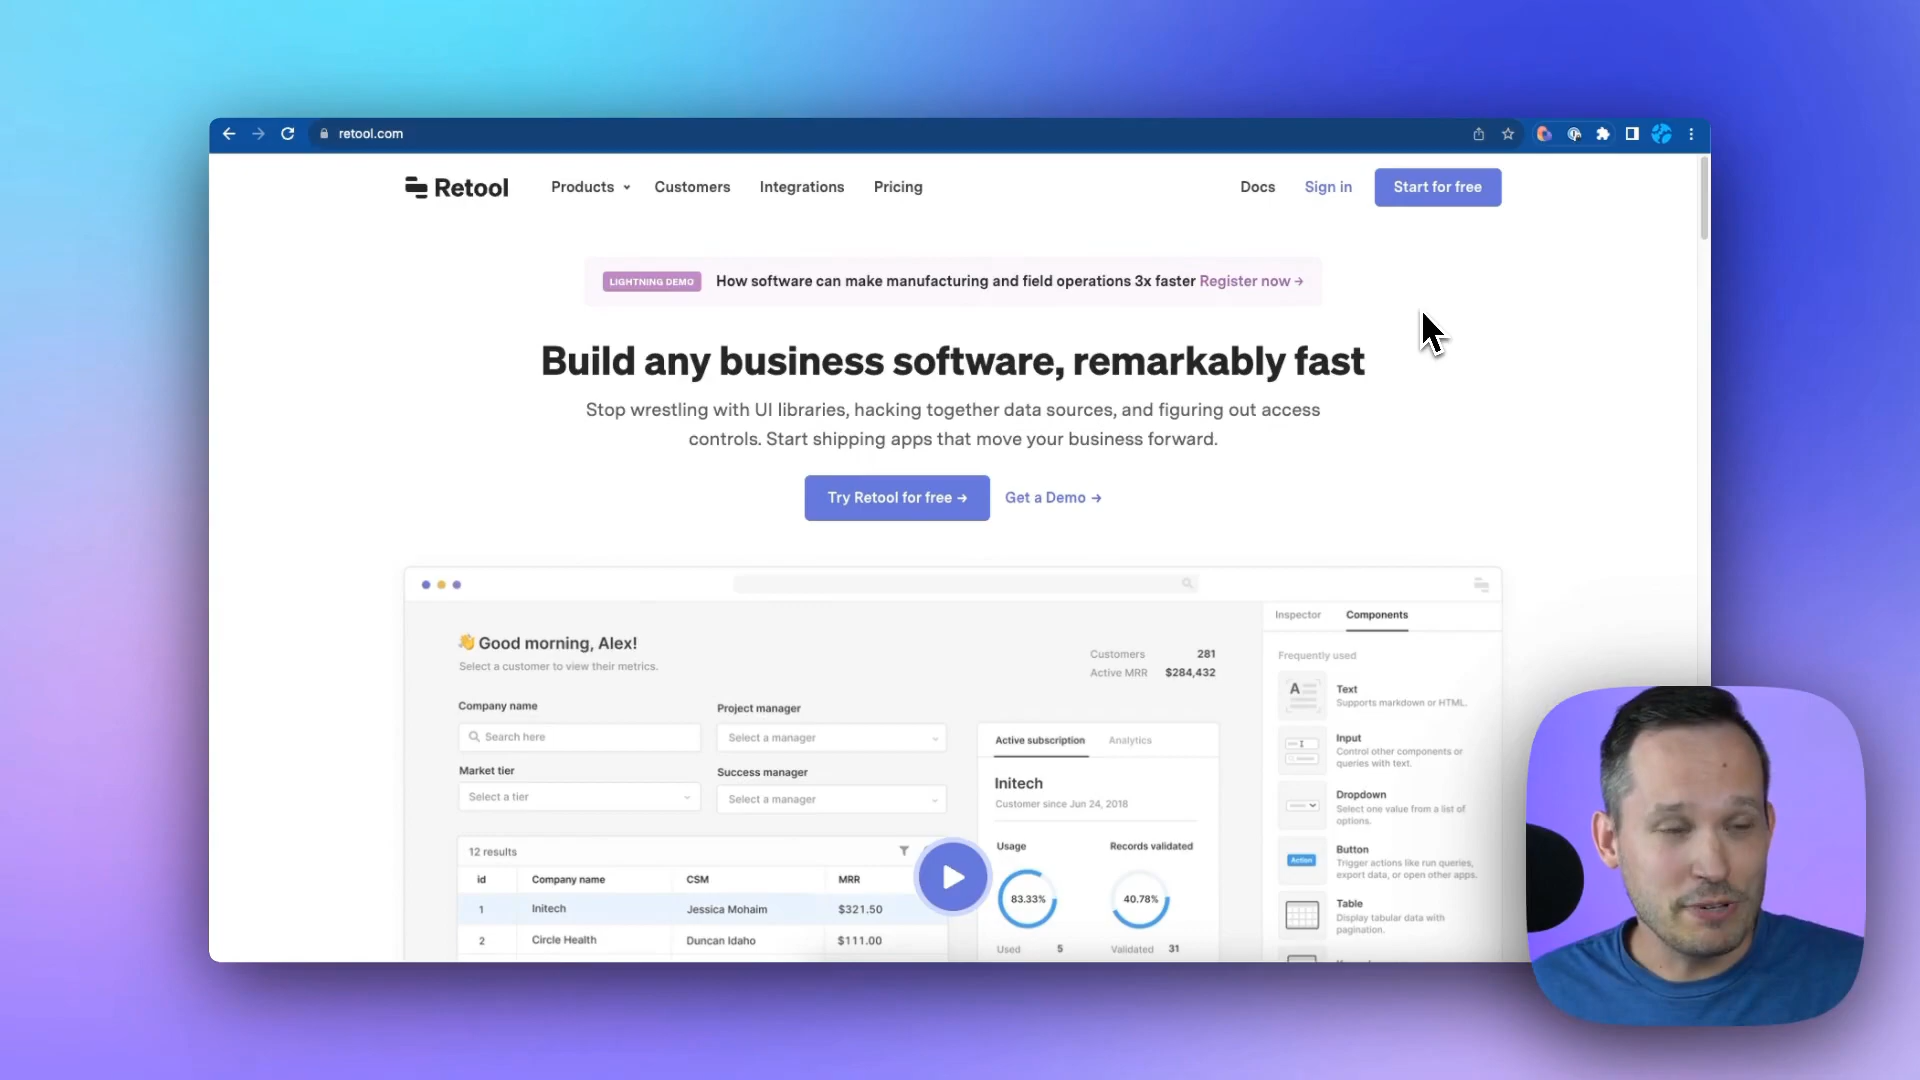 retool.com
Retool
Products
Customers
Integrations
Pricing
Docs
Sign in
Start for free
LIGHTNING DEMO
How software can make manufacturing and field operations 3x faster Register now →
Build any business software, remarkably fast
Stop wrestling with UI libraries, hacking together data sources, and figuring out access
controls. Start shipping apps that move your business forward.
Try Retool for free →
Get a Demo →
👋 Good morning, Alex!
Select a customer to view their metrics.
Customers 281
Active MRR $284,432
Company name
Search here
Project manager
Select a manager
Market tier
Select a tier
Success manager
Select a manager
12 results
id Company name CSM MRR
1 Initech Jessica Mohaim $321.50
2 Circle Health Duncan Idaho $111.00
Active subscription
Analytics
Initech
Customer since Jun 24, 2018
Usage
Records validated
83.33%
40.78%
Used 5
Validated 31
Inspector
Components
Frequently used
A
Text
Supports markdown or HTML.
Input
Control other components or
queries with text.
Dropdown
Select one value from a list of
options.
Action
Button
Trigger actions like run queries,
export data, or open other apps.
Table
Display tabular data with
pagination.